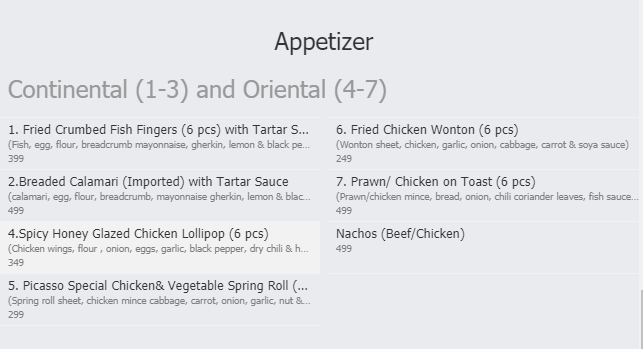 Appetizer
Continental (1-3) and Oriental (4-7)
1. Fried Crumbed Fish Fingers (6 pcs) with Tartar S...
(Fish, egg, flour, breadcrumb mayonnaise, gherkin, lemon & black pe...
399
2.Breaded Calamari (Imported) with Tartar Sauce
(calamari, egg, flour, breadcrumb, mayonnaise gherkin, lemon & blac...
499
4.Spicy Honey Glazed Chicken Lollipop (6 pcs)
(Chicken wings, flour , onion, eggs, garlic, black pepper, dry chili & h...
349
5. Picasso Special Chicken& Vegetable Spring Roll (...
(Spring roll sheet, chicken mince cabbage, carrot, onion, garlic, nut &...
299
6. Fried Chicken Wonton (6 pcs)
(Wonton sheet, chicken, garlic, onion, cabbage, carrot & soya sauce)
249
7. Prawn/ Chicken on Toast (6 pcs)
(Prawn/chicken mince, bread, onion, chili coriander leaves, fish sauce...
499
Nachos (Beef/Chicken)
499